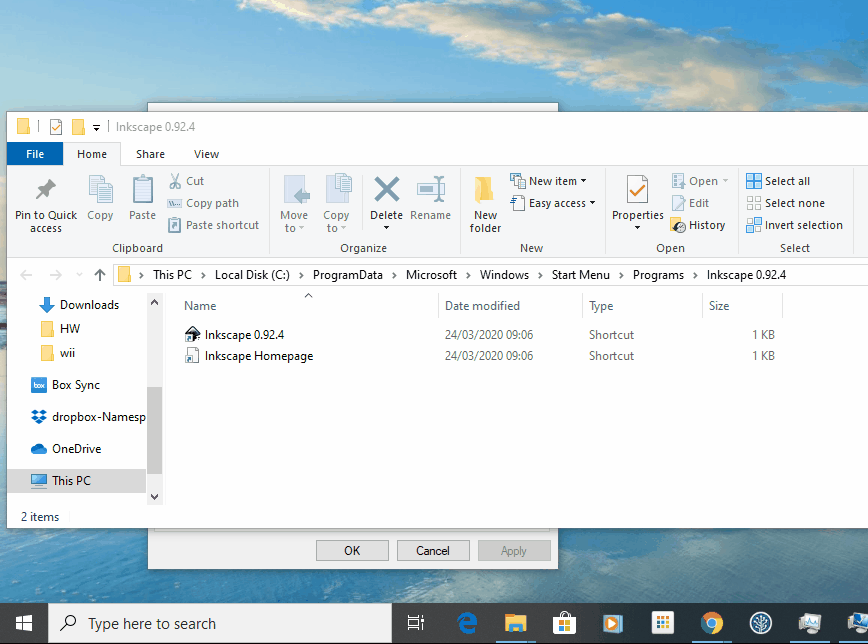 Inkscape 0.92.4
File Home Share View
Pin to Quick access
Copy
Paste
Cut
Copy path
Paste shortcut
Clipboard
Move to
Copy to
Delete
Rename
Organize
New folder
New item
Easy access
New
Properties
Open
Edit
History
Open
Select all
Select none
Invert selection
Select
This PC > Local Disk (C:) > ProgramData > Microsoft > Windows > Start Menu > Programs > Inkscape 0.92.4
Downloads
HW
wii
Box Sync
dropbox-Namesp
OneDrive
This PC
Name Date modified Type Size
Inkscape 0.92.4 24/03/2020 09:06 Shortcut 1 KB
Inkscape Homepage 24/03/2020 09:06 Shortcut 1 KB
2 items
OK Cancel Apply
Type here to search